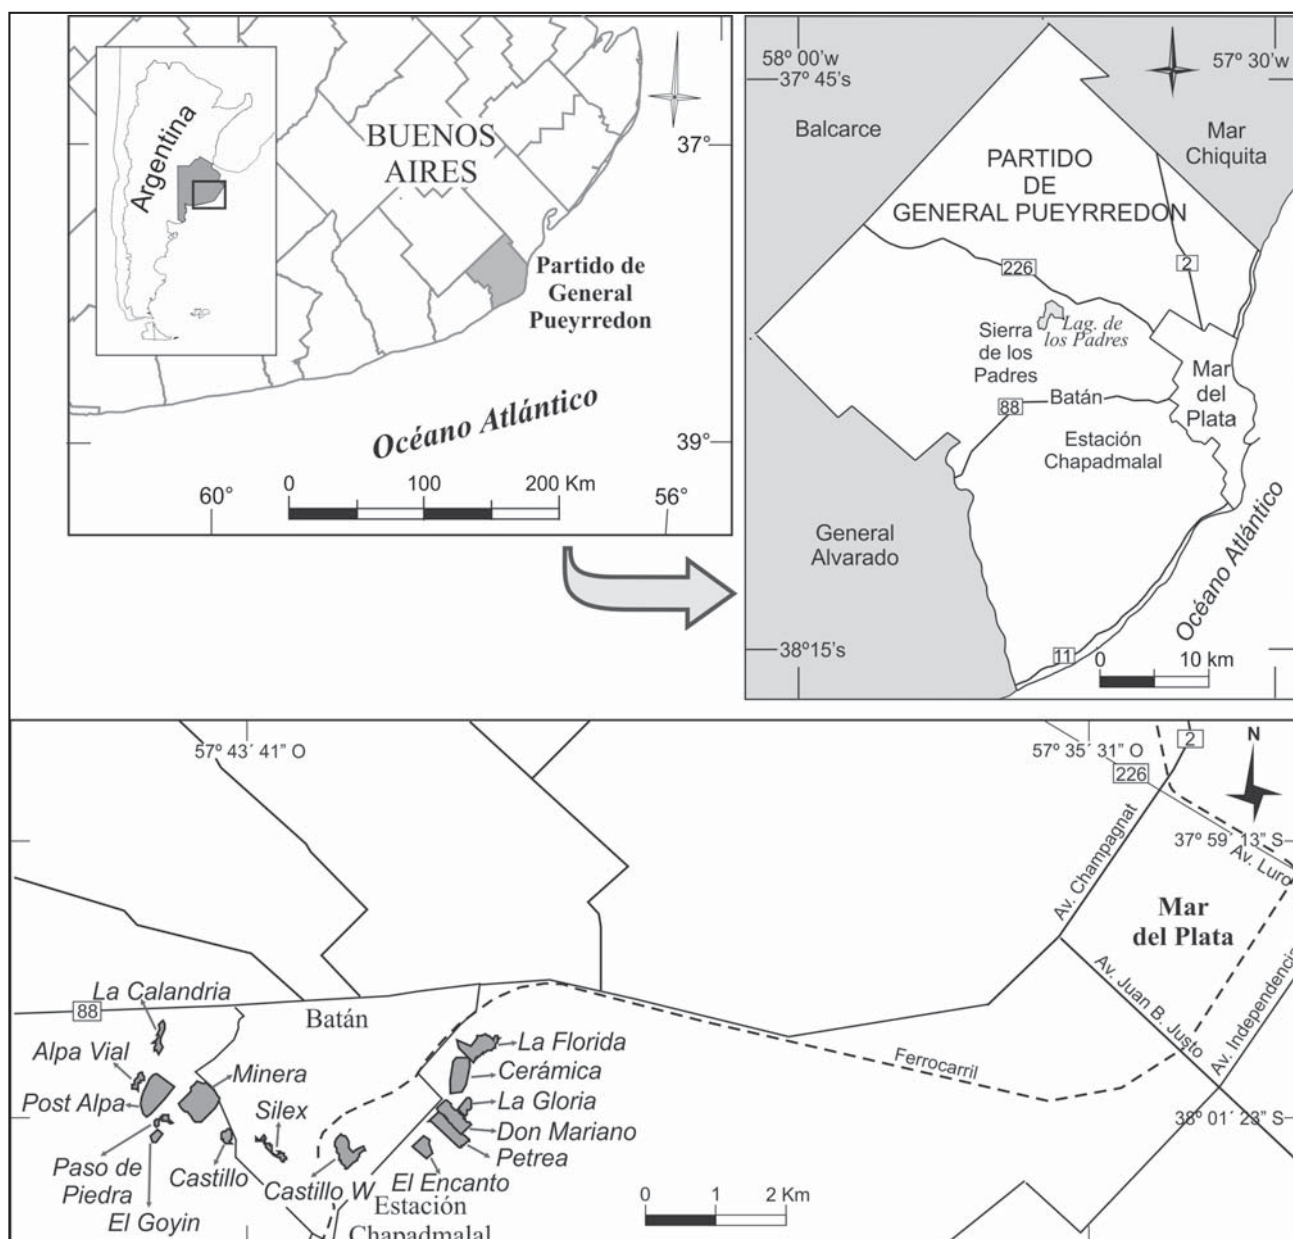 Argentina
BUENOS
AIRES
37°
Partido de
General
Pueyrredon
Océano Atlántico
39°
0 100 200 Km
60°
56°
58º 00’w
37º 45’s
57º 30’w
Balcarce
Mar
Chiquita
PARTIDO
DE
GENERAL PUEYRREDON
226
2
Lag. de
los Padres
Sierra
de los
Padres
Mar
del
Plata
88
Batán
Estación
Chapadmalal
General
Alvarado
Océano Atlántico
38º15’s
11
0 10 km
57º 43´ 41” O
57º 35´ 31” O
2
N
226
37º 59´ 13” S
Av. Champagnat
Av. Luro
Mar
del Plata
Av. Juan B. Justo
Av. Independencia
La Calandria
88
Batán
Alpa Vial
Minera
Post Alpa
Silex
La Florida
Cerámica
La Gloria
Don Mariano
Petrea
Ferrocarril
38º 01´ 23” S
Paso de
Piedra
Castillo
Castillo W
El Encanto
El Goyin
Estación
Chapadmalal
0 1 2 Km